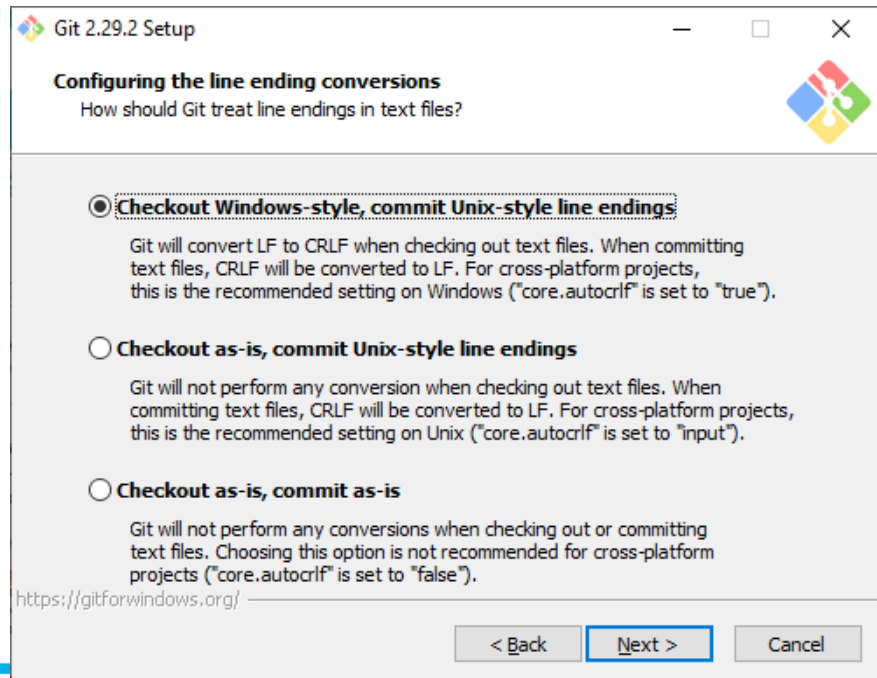 Git 2.29.2 Setup
Configuring the line ending conversions
How should Git treat line endings in text files?
Checkout Windows-style, commit Unix-style line endings
Git will convert LF to CRLF when checking out text files. When committing
text files, CRLF will be converted to LF. For cross-platform projects,
this is the recommended setting on Windows ("core.autocrlf" is set to "true").
Checkout as-is, commit Unix-style line endings
Git will not perform any conversion when checking out text files. When
committing text files, CRLF will be converted to LF. For cross-platform projects,
this is the recommended setting on Unix ("core.autocrlf" is set to "input").
Checkout as-is, commit as-is
Git will not perform any conversions when checking out or committing
text files. Choosing this option is not recommended for cross-platform
projects ("core.autocrlf" is set to "false").
https://gitforwindows.org/
< Back Next > Cancel